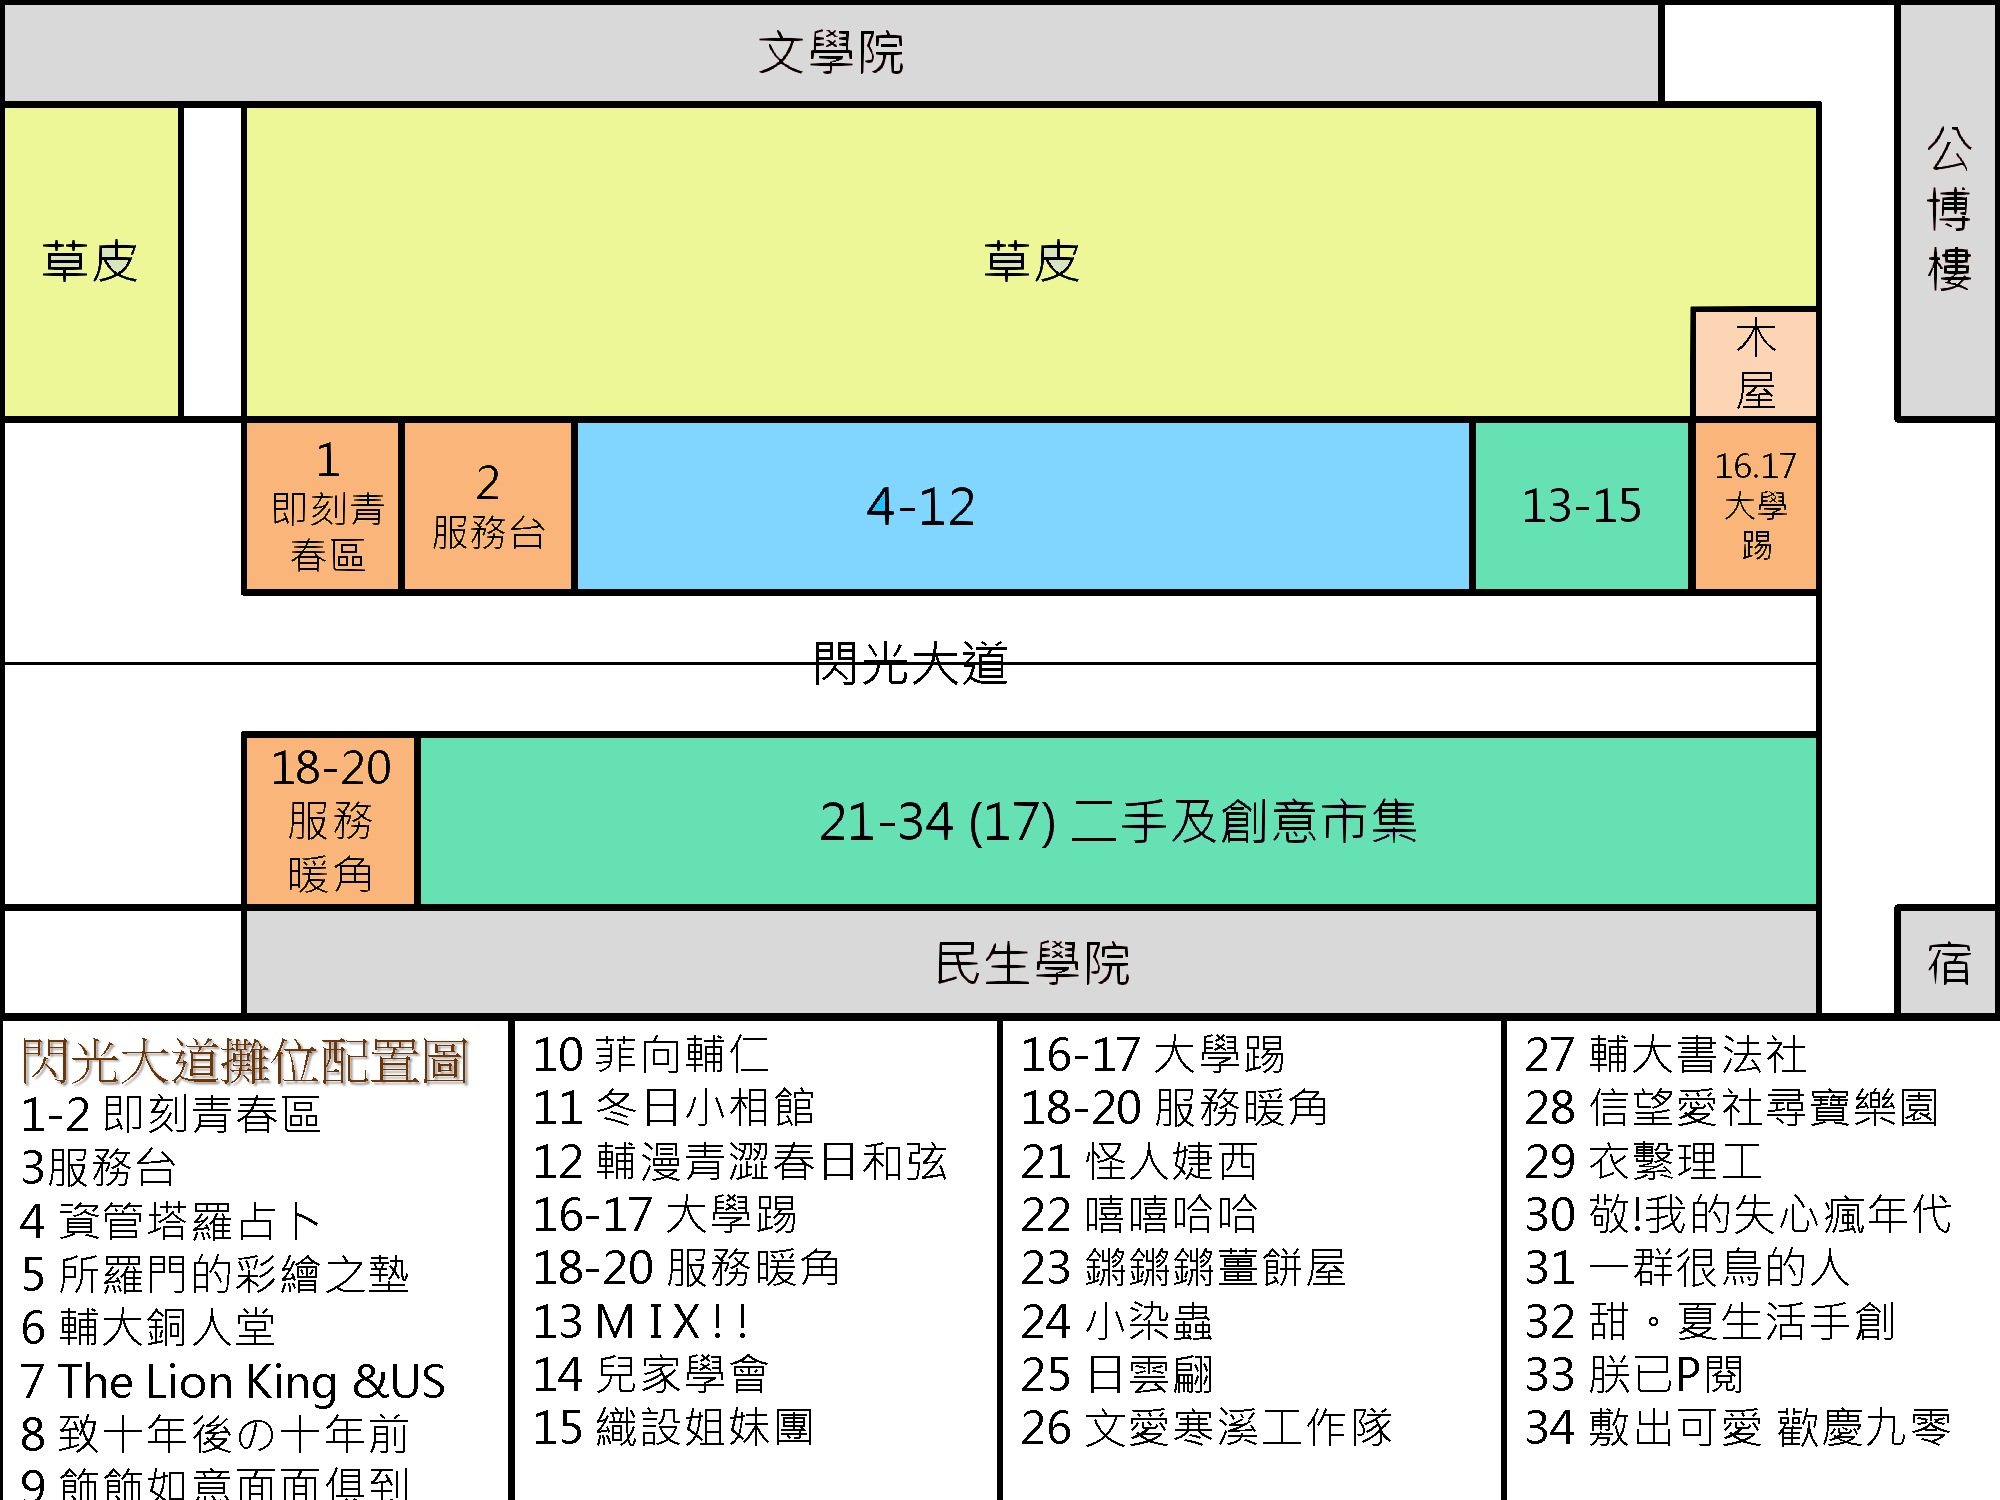 文學院
公
博
樓
草皮
草皮
木
屋
1
即刻青
春區
2
服務台
4-12
13-15
16.17
大學
踢
閃光大道
18-20
服務
暖角
21-34 (17) 二手及創意市集
民生學院
宿
閃光大道攤位配置圖
1-2 即刻青春區
3服務台
4 資管塔羅占卜
5 所羅門的彩繪之墊
6 輔大銅人堂
7 The Lion King &US
8 致十年後の十年前
9 飾飾如意面面俱到
10 菲向輔仁
11 冬日小相館
12 輔漫青澀春日和弦
16-17 大學踢
18-20 服務暖角
13 M I X ! !
14 兒家學會
15 織設姐妹團
16-17 大學踢
18-20 服務暖角
21 怪人婕西
22 嘻嘻哈哈
23 鏘鏘鏘薑餅屋
24 小染蟲
25 日雲翩
26 文愛寒溪工作隊
27 輔大書法社
28 信望愛社尋寶樂園
29 衣繫理工
30 敬!我的失心瘋年代
31 一群很鳥的人
32 甜。夏生活手創
33 朕已P閱
34 敷出可愛 歡慶九零